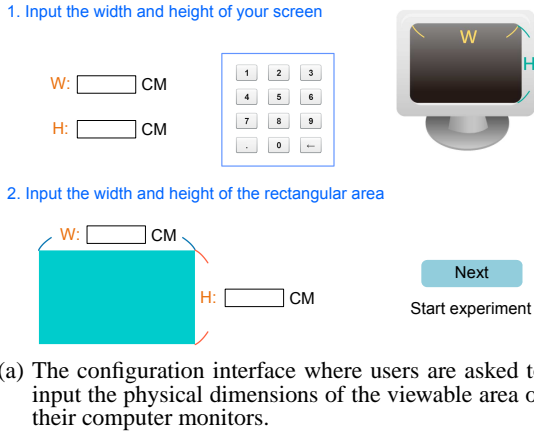 1. Input the width and height of your screen
W
H
W: CM
1 2 3
4 5 6
H: CM
7 8 9
. 0 ←
2. Input the width and height of the rectangular area
W: CM
H: CM
Next
Start experiment
(a) The configuration interface where users are asked
input the physical dimensions of the viewable area
their computer monitors.